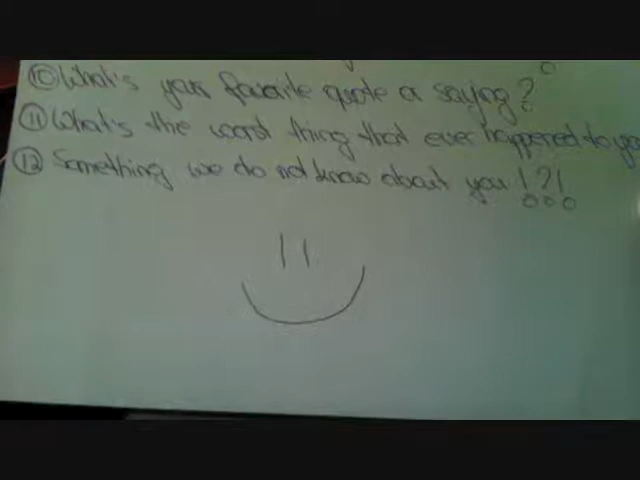 ⑩ What's your favorite quote or saying?
⑪ What's the worst thing that ever happened to you
⑫ Something we do not know about you!?!